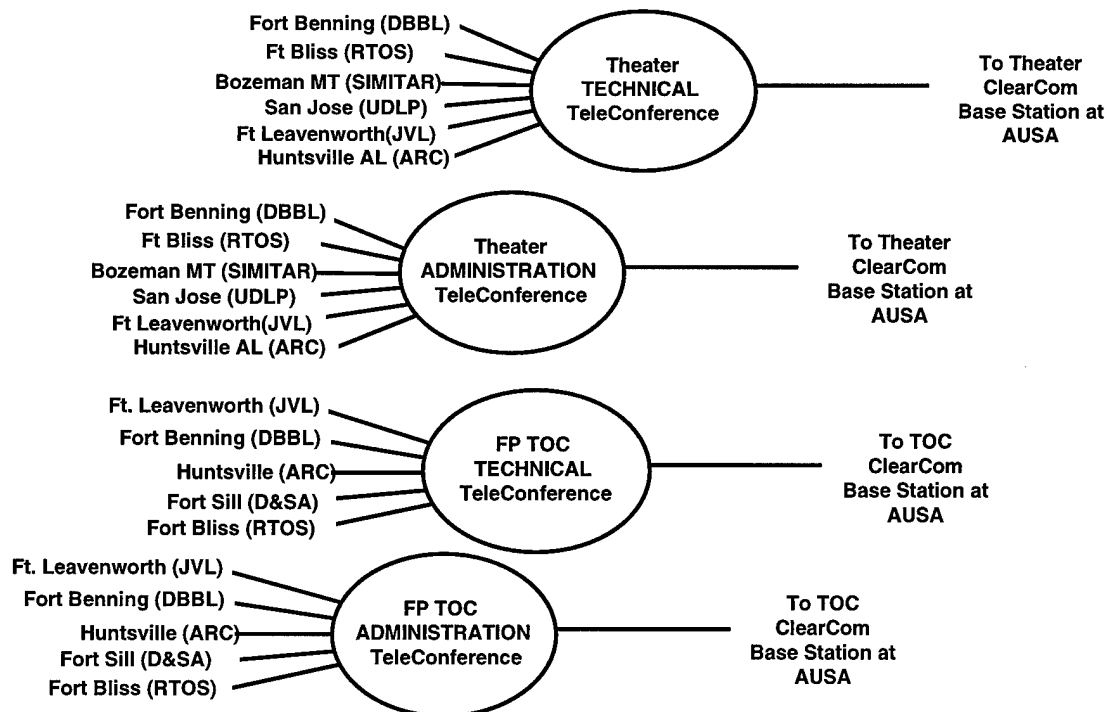 Fort Benning (DBBL)
Ft Bliss (RTOS)
Bozeman MT (SIMITAR)
San Jose (UDLP)
Ft Leavenworth(JVL)
Huntsville AL (ARC)
Theater
TECHNICAL
TeleConference
To Theater
ClearCom
Base Station at
AUSA
Fort Benning (DBBL)
Ft Bliss (RTOS)
Bozeman MT (SIMITAR)
San Jose (UDLP)
Ft Leavenworth(JVL)
Huntsville AL (ARC)
Theater
ADMINISTRATION
TeleConference
To Theater
ClearCom
Base Station at
AUSA
Ft. Leavenworth (JVL)
Fort Benning (DBBL)
Huntsville (ARC)
Fort Sill (D&SA)
Fort Bliss (RTOS)
FP TOC
TECHNICAL
TeleConference
To TOC
ClearCom
Base Station at
AUSA
Ft. Leavenworth (JVL)
Fort Benning (DBBL)
Huntsville (ARC)
Fort Sill (D&SA)
Fort Bliss (RTOS)
FP TOC
ADMINISTRATION
TeleConference
To TOC
ClearCom
Base Station at
AUSA